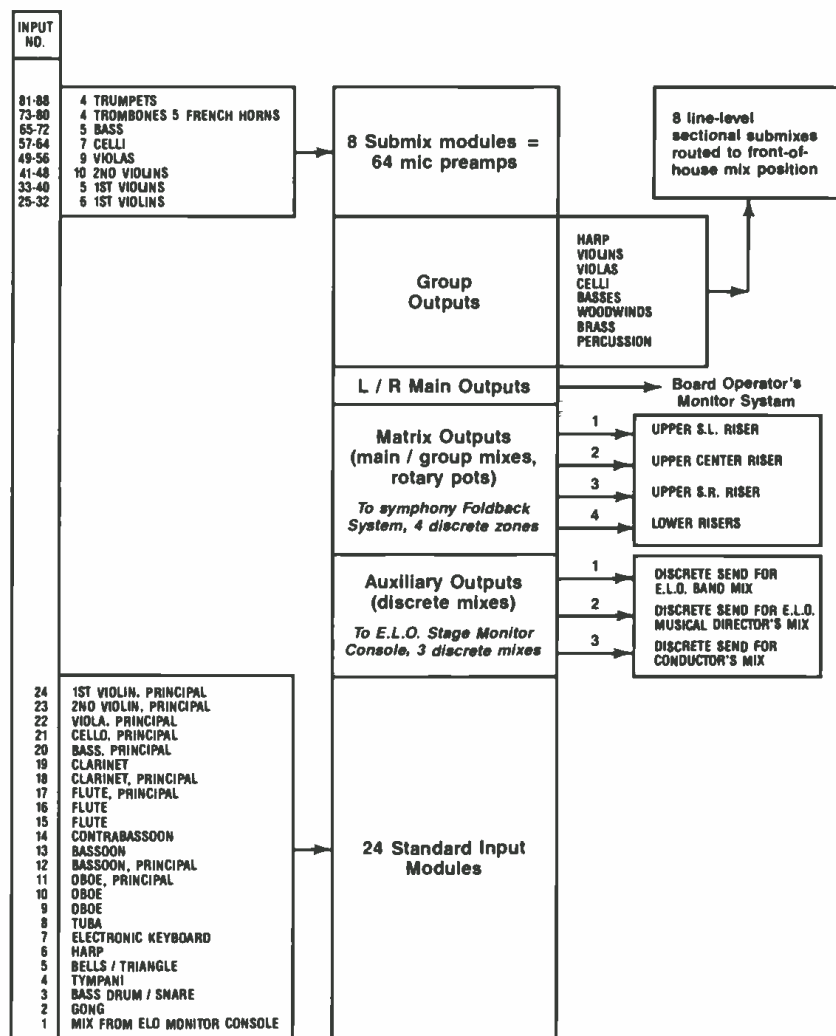 INPUT
NO.
81-88 4 TRUMPETS
73-80 4 TROMBONES 5 FRENCH HORNS
65-72 5 BASS
57-64 7 CELLI
49-56 9 VIOLAS
41-48 10 2ND VIOLINS
33-40 5 1ST VIOLINS
25-32 6 1ST VIOLINS
8 Submix modules =
64 mic preamps
8 line-level
sectional submixes
routed to front-of-
house mix position
Group
Outputs
HARP
VIOLINS
VIOLAS
CELLI
BASSES
WOODWINDS
BRASS
PERCUSSION
L / R Main Outputs
Board Operator's
Monitor Systam
Matrix Outputs
(main / group mixes,
rotary pots)
To symphony Foldback
System, 4 discrete zones
1 UPPER S.L. RISER
2 UPPER CENTER RISER
3 UPPER S.R. RISER
4 LOWER RISERS
Auxiliary Outputs
(discrete mixes)
To E.L.O. Stage Monitor
Console, 3 discrete mixes
1 DISCRETE SEND FOR
E.L.O. BAND MIX
2 DISCRETE SEND FOR E.L.O.
MUSICAL DIRECTOR'S MIX
3 DISCRETE SEND FOR
CONDUCTOR'S MIX
24 1ST VIOLIN. PRINCIPAL
23 2NO VIOLIN, PRINCIPAL
22 VIOLA. PRINCIPAL
21 CELLO. PRINCIPAL
20 BASS. PRINCIPAL
19 CLARINET
18 CLARINET, PRINCIPAL
17 FLUTE, PRINCIPAL
16 FLUTE
15 FLUTE
14 CONTRABASSOON
13 BASSOON
12 BASSOON, PRINCIPAL
11 OBOE, PRINCIPAL
10 OBOE
9 OBOE
8 TUBA
7 ELECTRONIC KEYBOARD
6 HARP
5 BELLS / TRIANGLE
4 TYMPANI
3 BASS DRUM / SNARE
2 GONG
1 MIX FROM ELO MONITOR CONSOLE
24 Standard Input
Modules